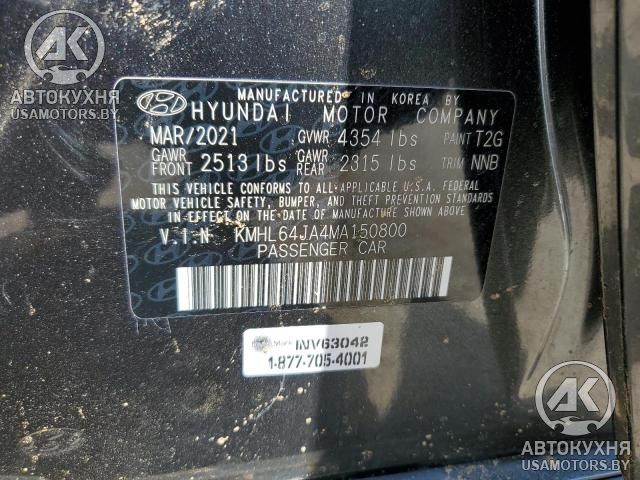 AK
АВТОКУХНЯ
USAMOTORS.BY
MANUFACTURED IN KOREA BY
HYUNDAI MOTOR COMPANY
MAR/2021 GVWR 4354 lbs PAINT T2G
GAWR FRONT 2513 lbs GAWR REAR 2315 lbs TRIM NNB
THIS VEHICLE CONFORMS TO ALL APPLICABLE U.S.A. FEDERAL
MOTOR VEHICLE SAFETY, BUMPER, AND THEFT PREVENTION STANDARDS
IN EFFECT ON THE DATE OF MANUFACTURE SHOWN ABOVE.
V.I.N KMHL64JA4MA150800
PASSENGER CAR
INV63042
1-877-705-4001
AK
АВТОКУХНЯ
USAMOTORS.BY